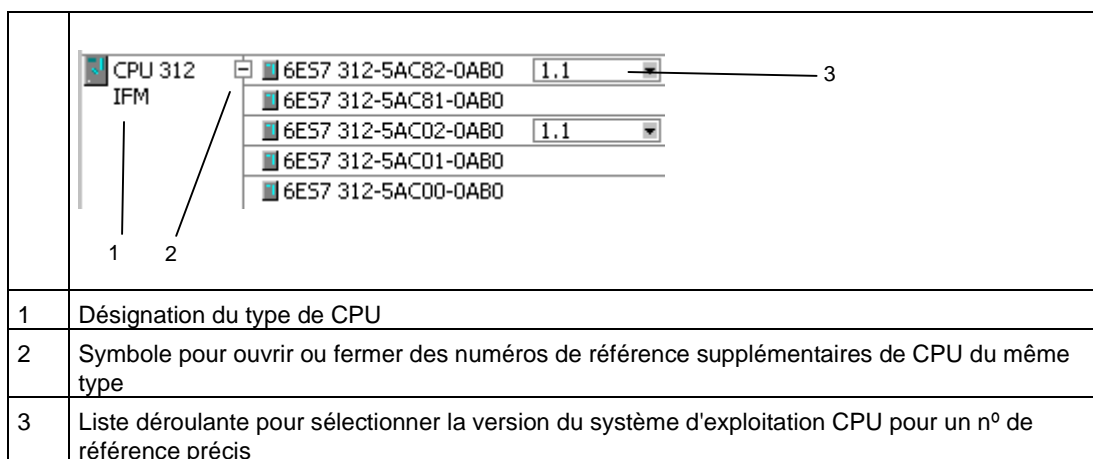 CPU 312 6ES7 312-5AC82-0AB0 1.1 3
IFM 6ES7 312-5AC81-0AB0
6ES7 312-5AC02-0AB0 1.1
6ES7 312-5AC01-0AB0
6ES7 312-5AC00-0AB0
1 2
1 Désignation du type de CPU
2 Symbole pour ouvrir ou fermer des numéros de référence supplémentaires de CPU du même
type
3 Liste déroulante pour sélectionner la version du système d'exploitation CPU pour un nº de
référence précis